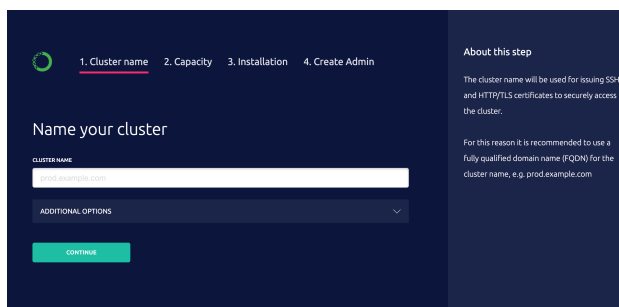 1. Cluster name 2. Capacity 3. Installation 4. Create Admin
Name your cluster
CLUSTER NAME
prod.example.com
ADDITIONAL OPTIONS
CONTINUE
About this step
The cluster name will be used for issuing SSH
and HTTP/TLS certificates to securely access
the cluster.
For this reason it is recommended to use a
fully qualified domain name (FQDN) for the
cluster name, e.g. prod.example.com